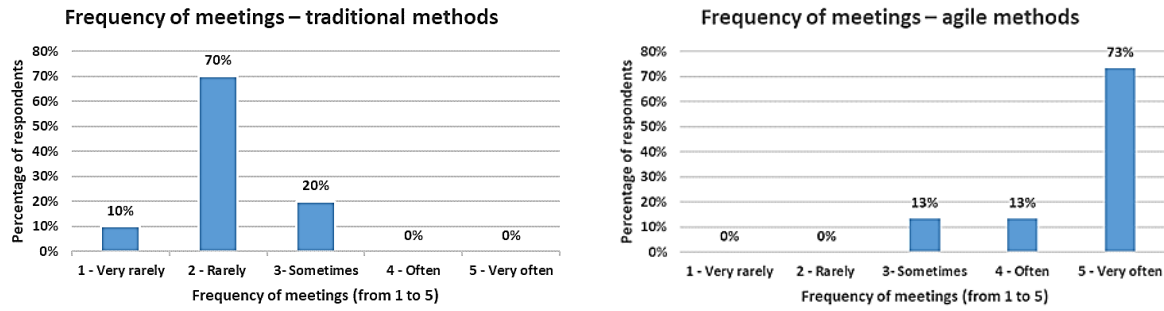 Frequency of meetings – traditional methods
Percentage of respondents
80%
70%
60%
50%
40%
30%
20%
10%
0%
10%
70%
20%
0%
0%
1 - Very rarely
2 - Rarely
3- Sometimes
4 - Often
5 - Very often
Frequency of meetings (from 1 to 5)
Frequency of meetings – agile methods
Percentage of respondents
80%
70%
60%
50%
40%
30%
20%
10%
0%
0%
0%
13%
13%
73%
1 - Very rarely
2 - Rarely
3- Sometimes
4 - Often
5 - Very often
Frequency of meetings (from 1 to 5)